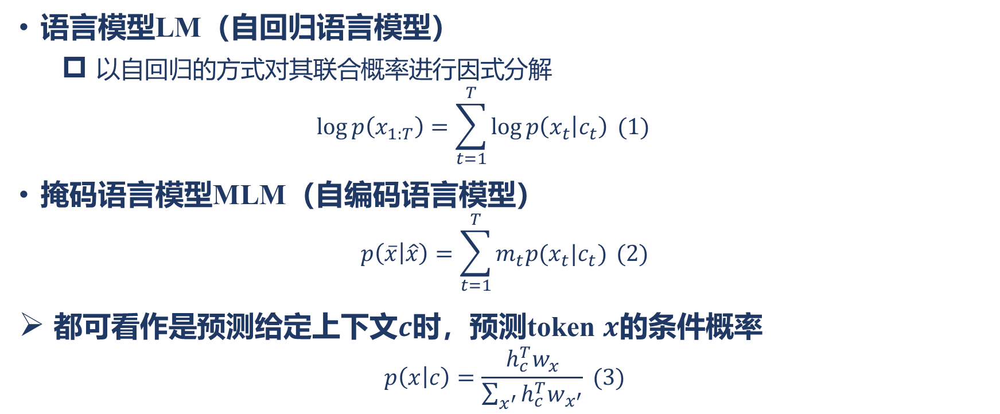 • 语言模型LM（自回归语言模型）
以自回归的方式对其联合概率进行因式分解
log p(x_{1:T}) = \sum_{t=1}^{T} log p(x_t|c_t) (1)
• 掩码语言模型MLM（自编码语言模型）
p(\bar{x}|\hat{x}) = \sum_{t=1}^{T} m_t p(x_t|c_t) (2)
➢ 都可看作是预测给定上下文c时，预测token x的条件概率
p(x|c) = \frac{h_c^T w_x}{\sum_{x'} h_c^T w_{x'}} (3)